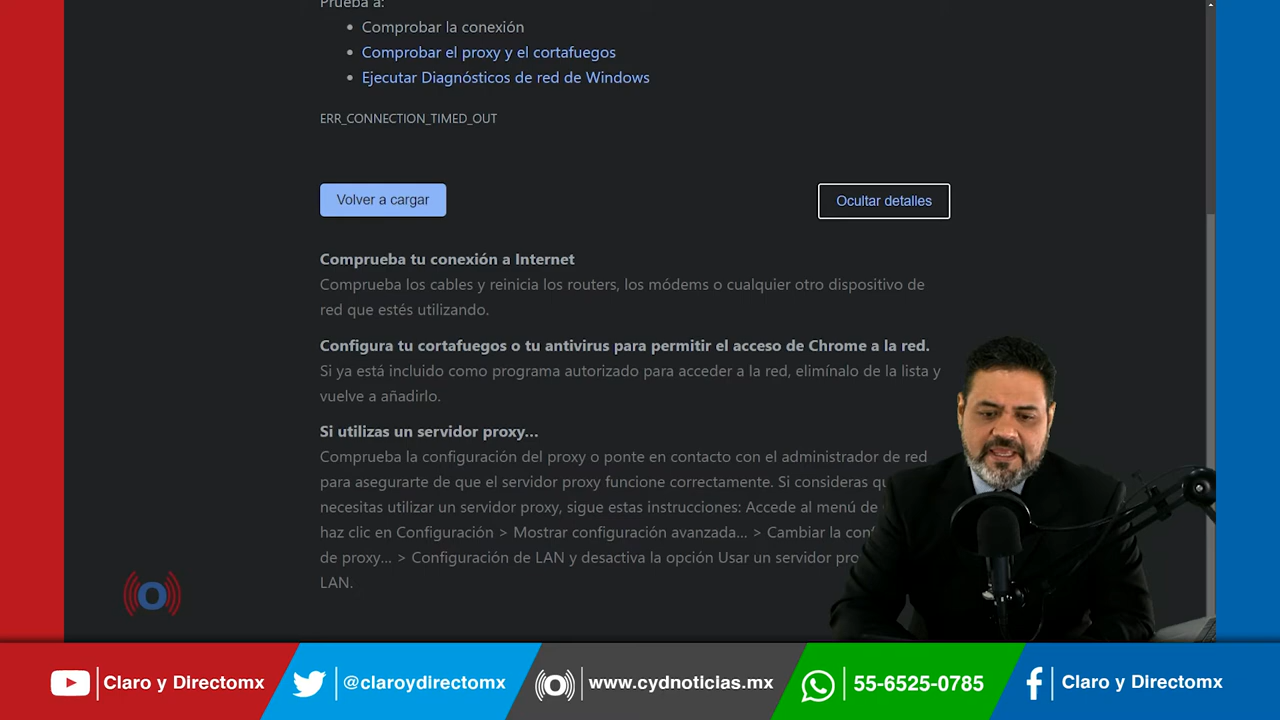 Prueba a:
Comprobar la conexión
Comprobar el proxy y el cortafuegos
Ejecutar Diagnósticos de red de Windows
ERR_CONNECTION_TIMED_OUT
Volver a cargar
Ocultar detalles
Comprueba tu conexión a Internet
Comprueba los cables y reinicia los routers, los módems o cualquier otro dispositivo de
red que estés utilizando.
Configura tu cortafuegos o tu antivirus para permitir el acceso de Chrome a la red.
Si ya está incluido como programa autorizado para acceder a la red, elimínalo de la lista y
vuelve a añadirlo.
Si utilizas un servidor proxy...
Comprueba la configuración del proxy o ponte en contacto con el administrador de red
para asegurarte de que el servidor proxy funcione correctamente. Si consideras
necesitas utilizar un servidor proxy, sigue estas instrucciones: Accede al menú de
haz clic en Configuración > Mostrar configuración avanzada... > Cambiar la
de proxy... > Configuración de LAN y desactiva la opción Usar un servidor
LAN.
O
Claro y Directomx
@claroydirectomx
www.cydnoticias.mx
55-6525-0785
Claro y Directomx